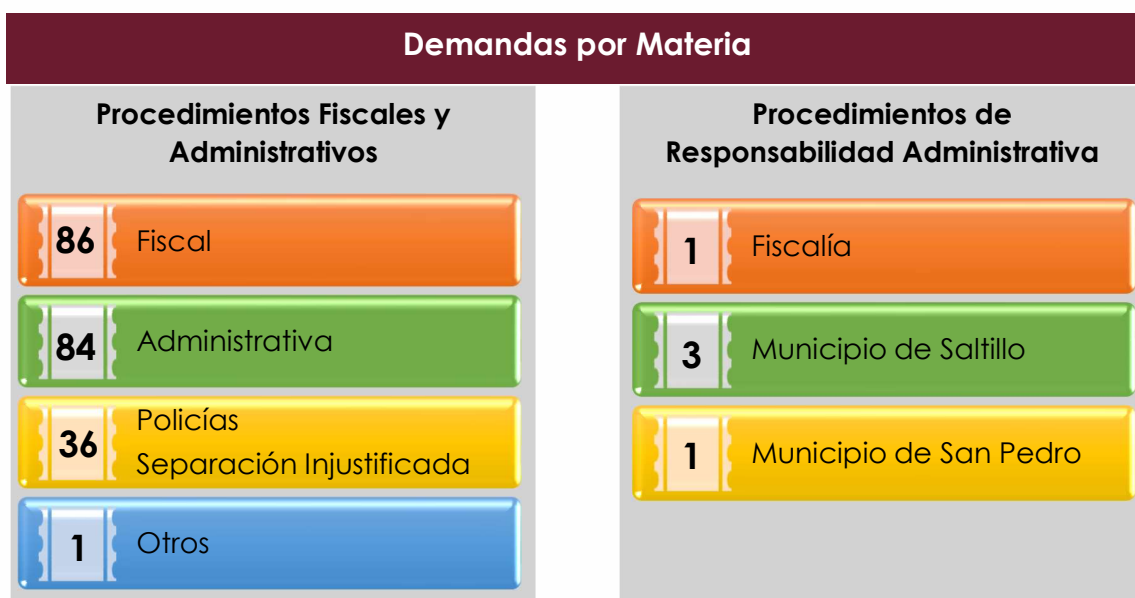 Demandas por Materia
Procedimientos Fiscales y
Administrativos
86 Fiscal
84 Administrativa
36 Policías
Separación Injustificada
1 Otros
Procedimientos de
Responsabilidad Administrativa
1 Fiscalía
3 Municipio de Saltillo
1 Municipio de San Pedro